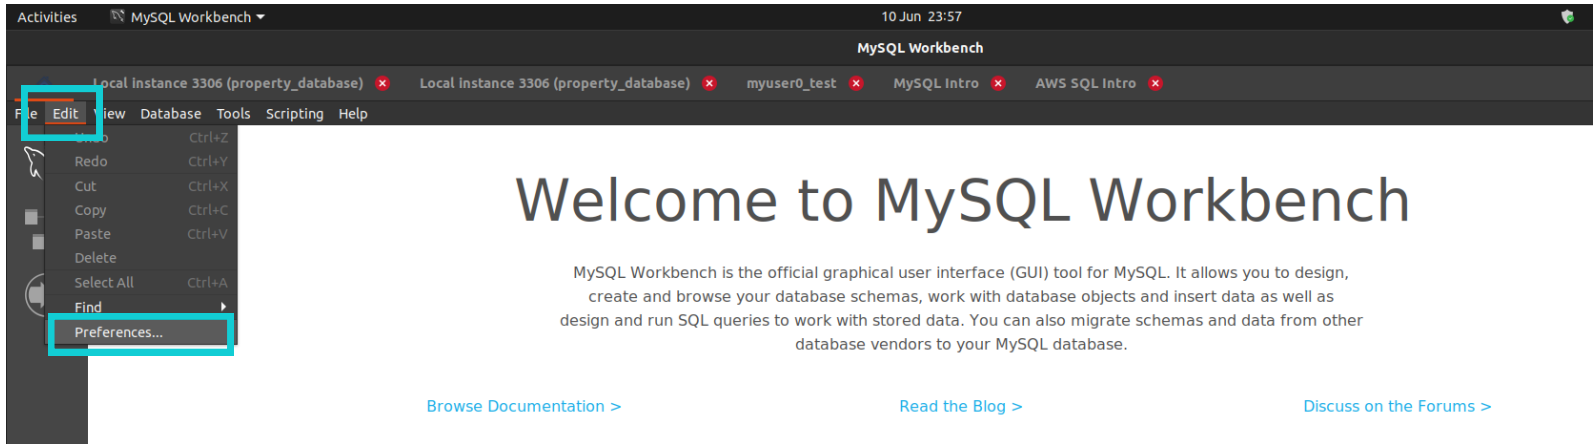 Activities MySQL Workbench 10 Jun 23:57
MySQL Workbench
Local instance 3306 (property_database) Local instance 3306 (property_database) myuser0_test MySQL Intro AWS SQL Intro
File Edit View Database Tools Scripting Help
Undo Ctrl+Z
Redo Ctrl+Y
Cut Ctrl+X
Copy Ctrl+C
Paste Ctrl+V
Delete
Select All Ctrl+A
Find
Preferences...
Welcome to MySQL Workbench
MySQL Workbench is the official graphical user interface (GUI) tool for MySQL. It allows you to design,
create and browse your database schemas, work with database objects and insert data as well as
design and run SQL queries to work with stored data. You can also migrate schemas and data from other
database vendors to your MySQL database.
Browse Documentation > Read the Blog > Discuss on the Forums >